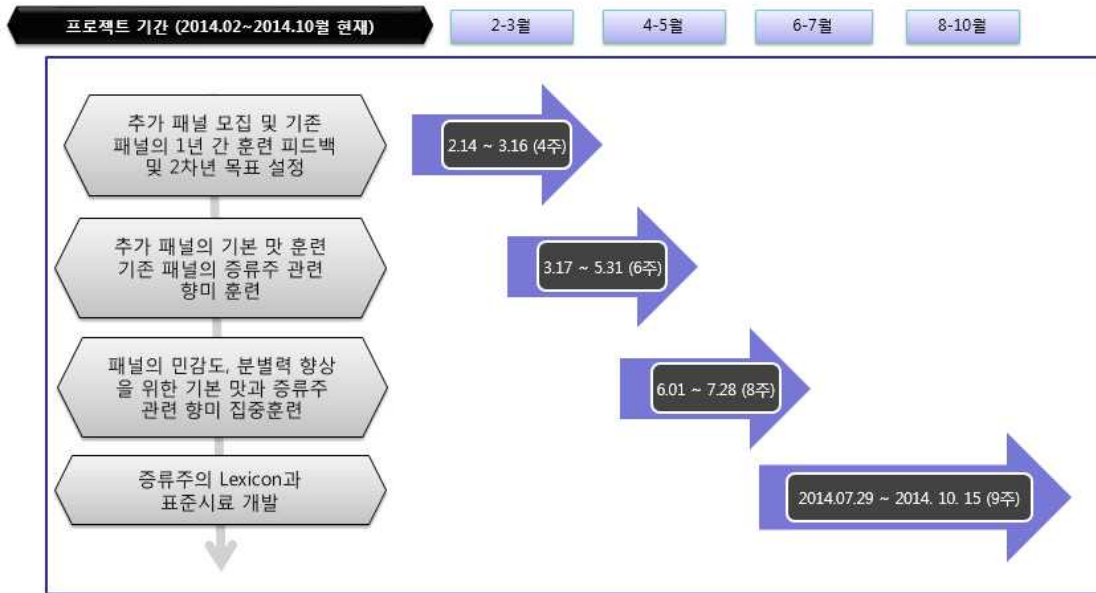 프로젝트 기간 (2014.02~2014.10월 현재)
2-3월
4-5월
6-7월
8-10월
추가 패널 모집 및 기존
패널의 1년 간 훈련 피드백
및 2차년 목표 설정
2.14 ~ 3.16 (4주)
추가 패널의 기본 맛 훈련
기존 패널의 증류주 관련
향미 훈련
3.17 ~ 5.31 (6주)
패널의 민감도, 분별력 향상
을 위한 기본 맛과 증류주
관련 향미 집중훈련
6.01 ~ 7.28 (8주)
증류주의 Lexicon과
표준시료 개발
2014.07.29 ~ 2014. 10. 15 (9주)